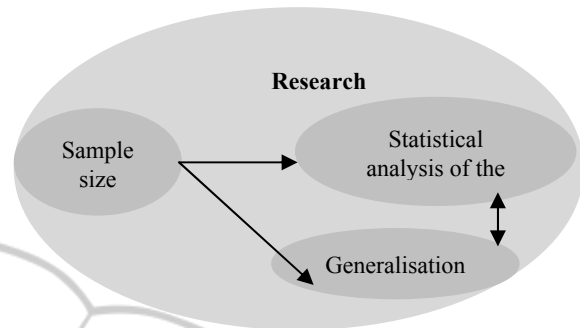 Research
Sample
size
Statistical
analysis of the
Generalisation